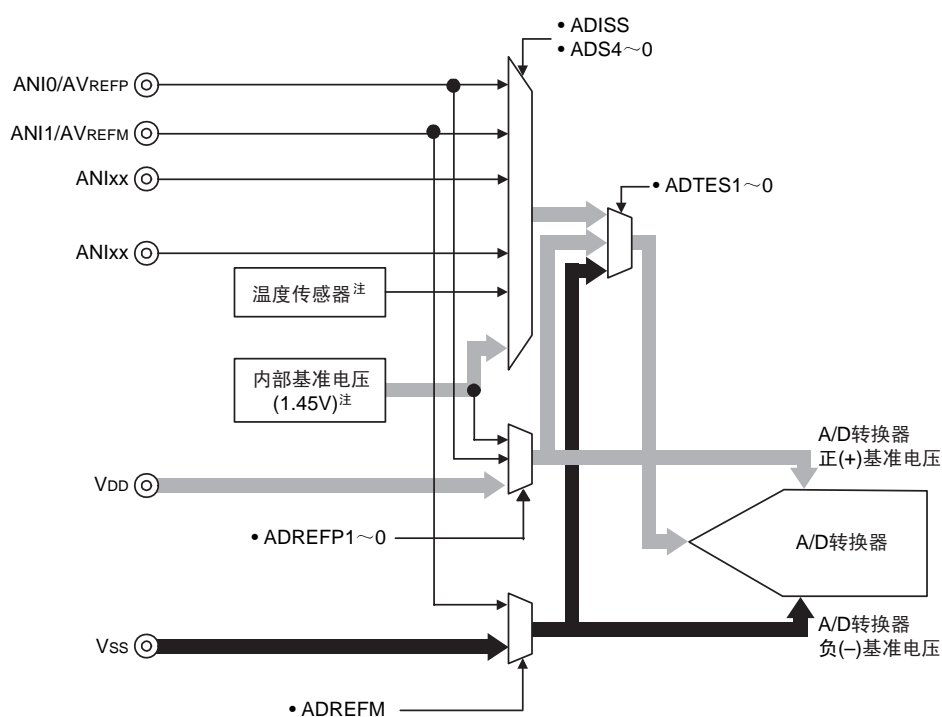 • ADISS
• ADS4～0
ANI0/AVREFP
ANI1/AVREFM
ANIxx
• ADTES1～0
ANIxx
温度传感器注
内部基准电压
(1.45V)注
A/D转换器
正(+)基准电压
VDD
• ADREFP1～0
A/D转换器
A/D转换器
负(–)基准电压
VSS
• ADREFM